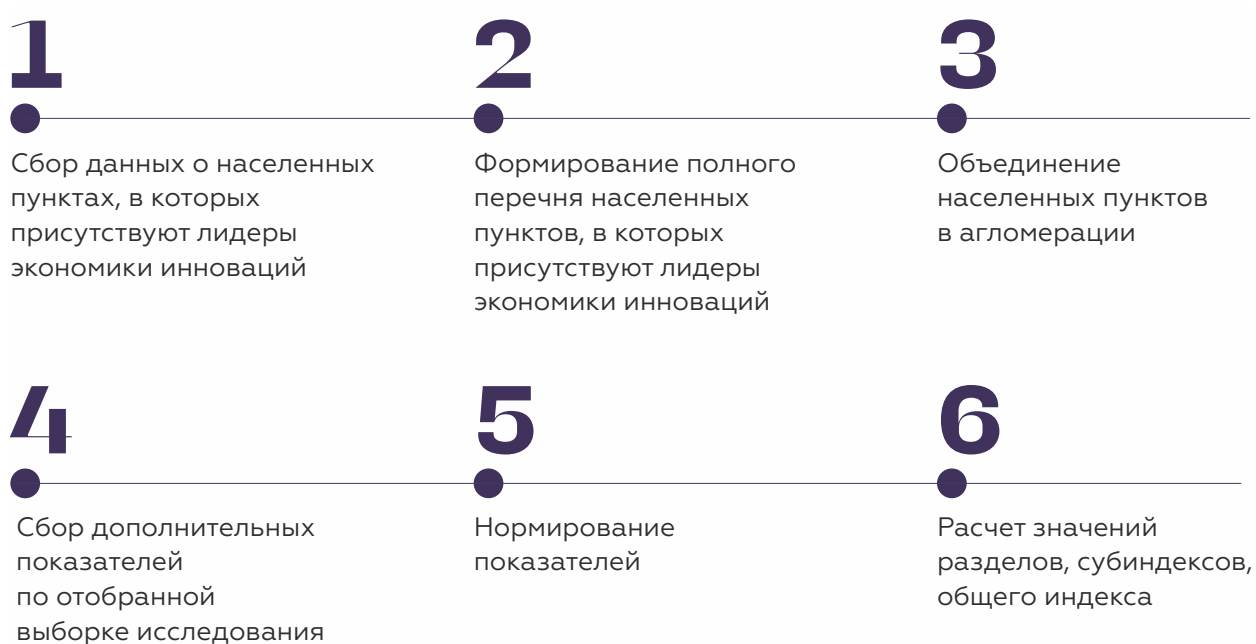 1
Сбор данных о населенных
пунктах, в которых
присутствуют лидеры
экономики инноваций
2
Формирование полного
перечня населенных
пунктов, в которых
присутствуют лидеры
экономики инноваций
3
Объединение
населенных пунктов
в агломерации
4
Сбор дополнительных
показателей
по отобранной
выборке исследования
5
Нормирование
показателей
6
Расчет значений
разделов, субиндексов,
общего индекса